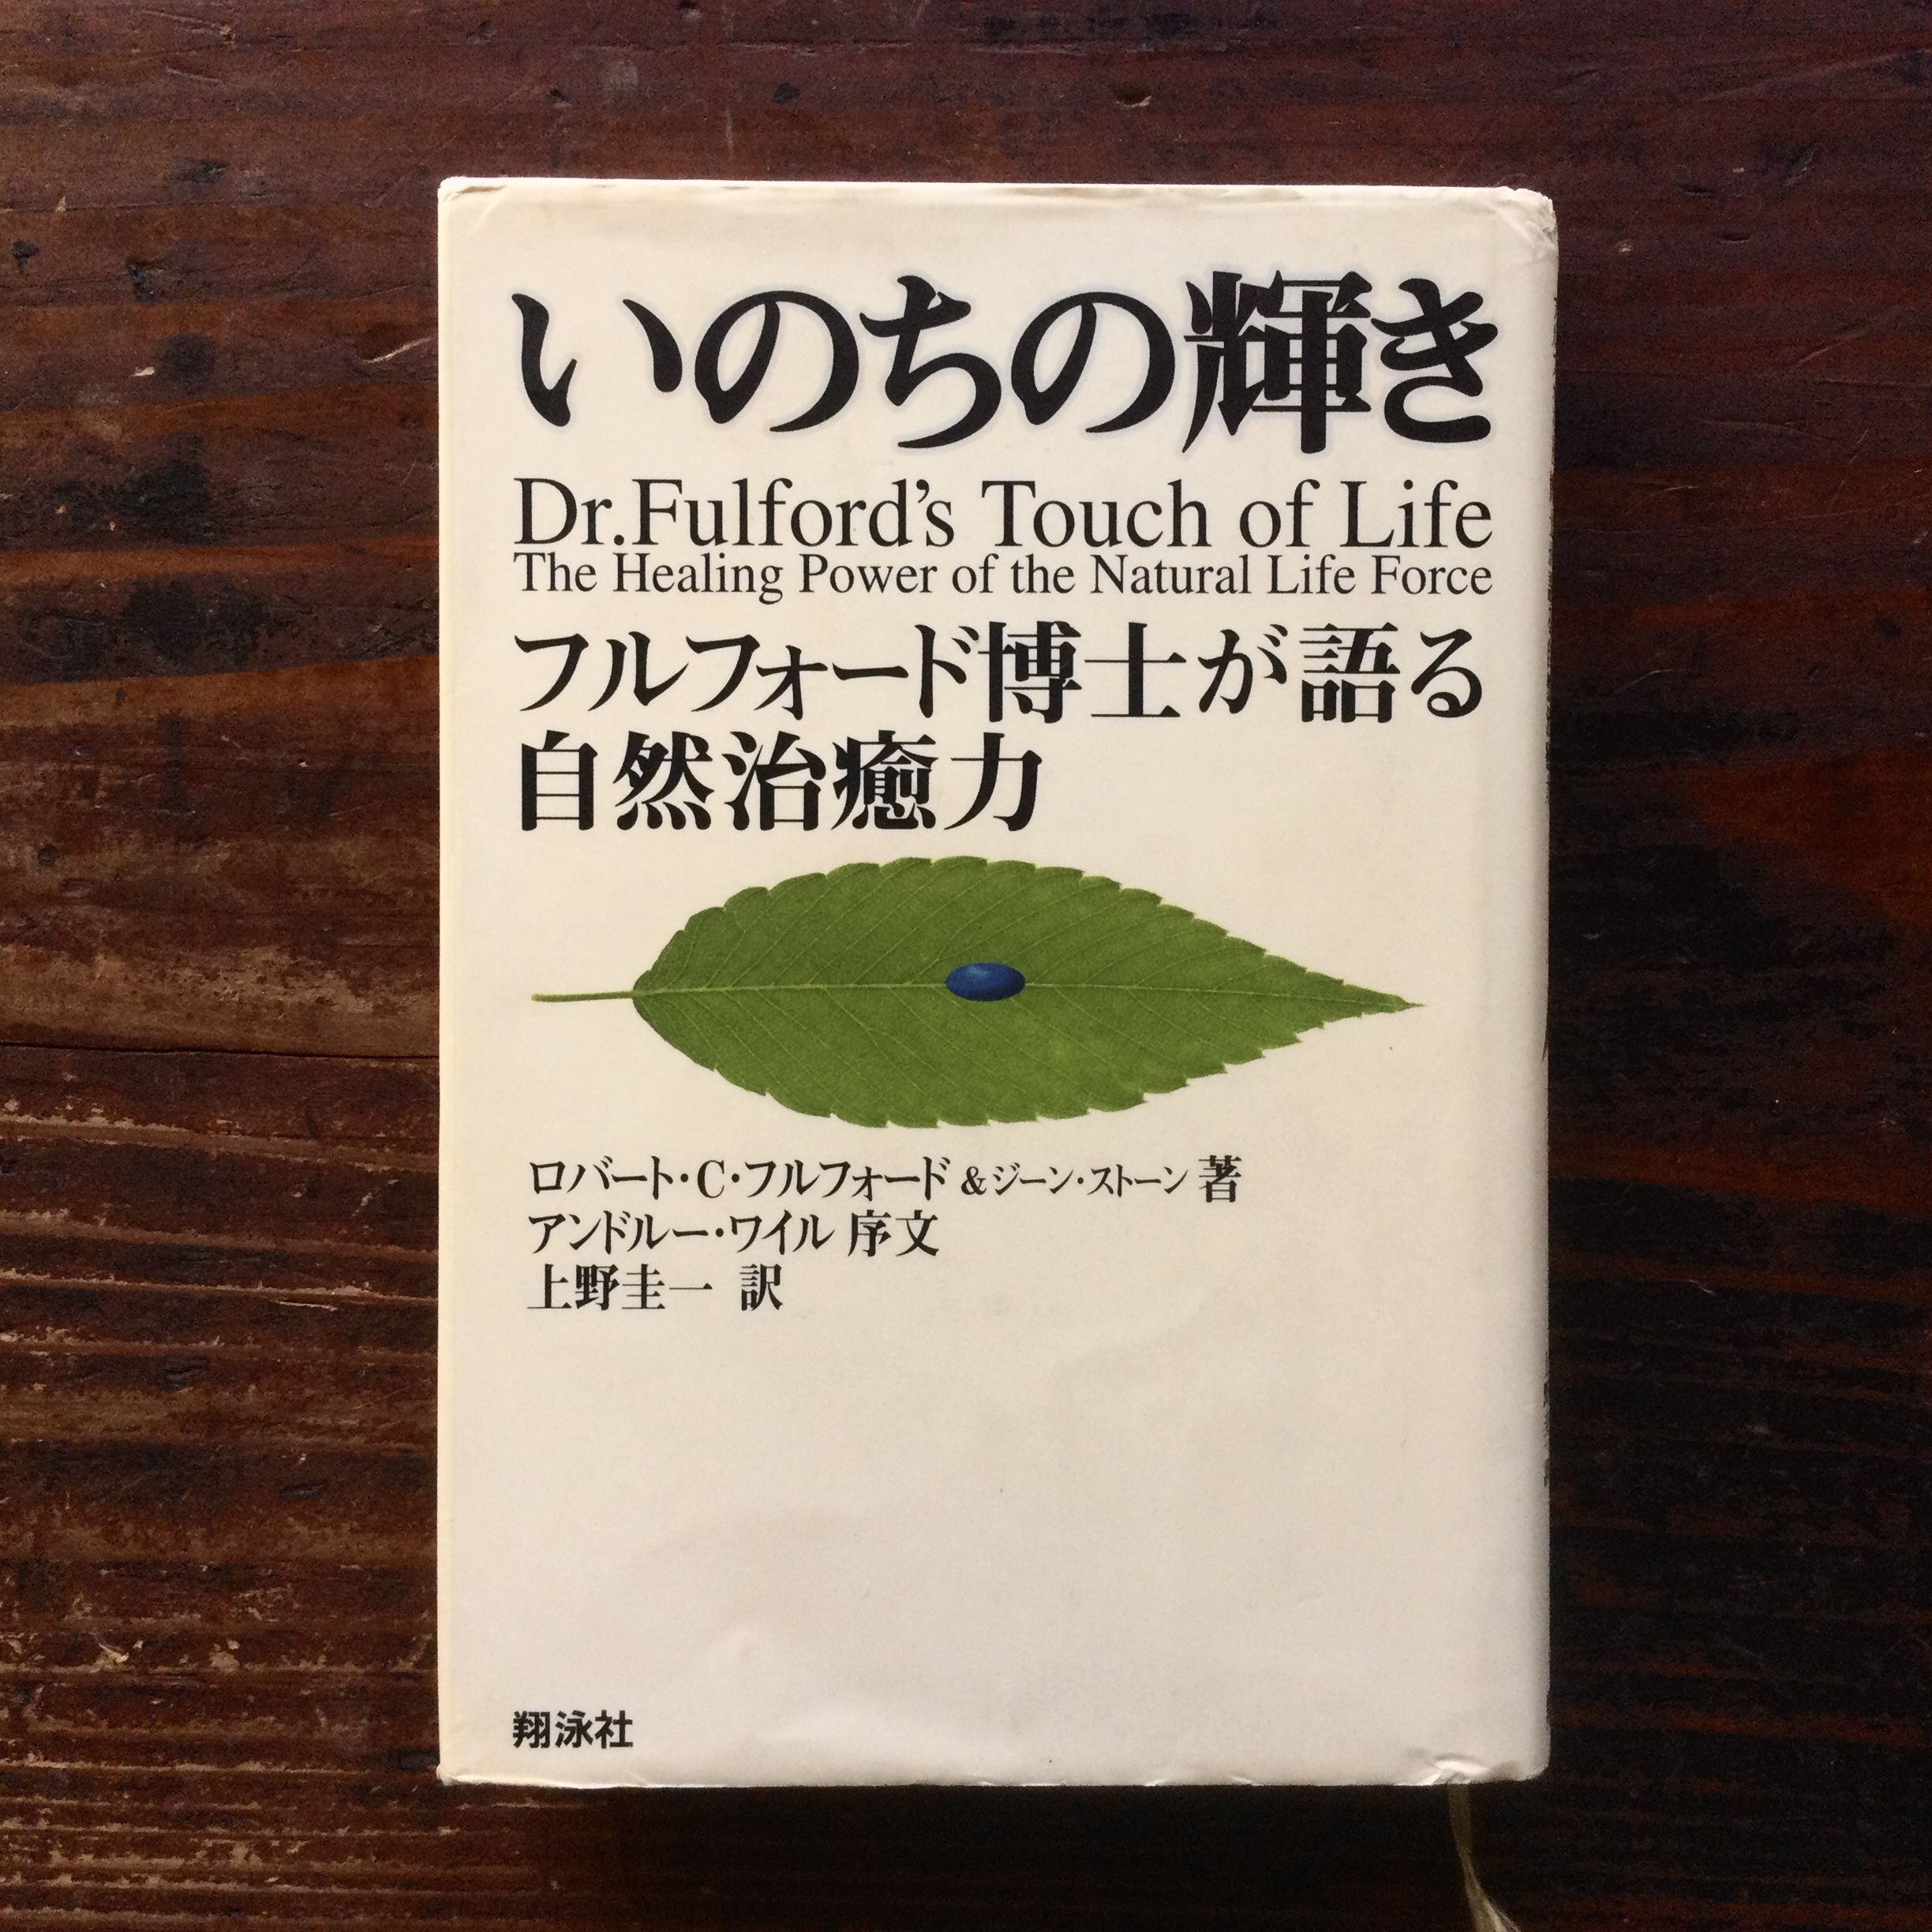 いのちの輝き
Dr.Fulford's Touch of Life
The Healing Power of the Natural Life Force
フルフォード博士が語る
自然治癒力
ロバート・C・フルフォード &ジーン・ストーン 著
アンドルー・ワイル 序文
上野圭一 訳
翔泳社